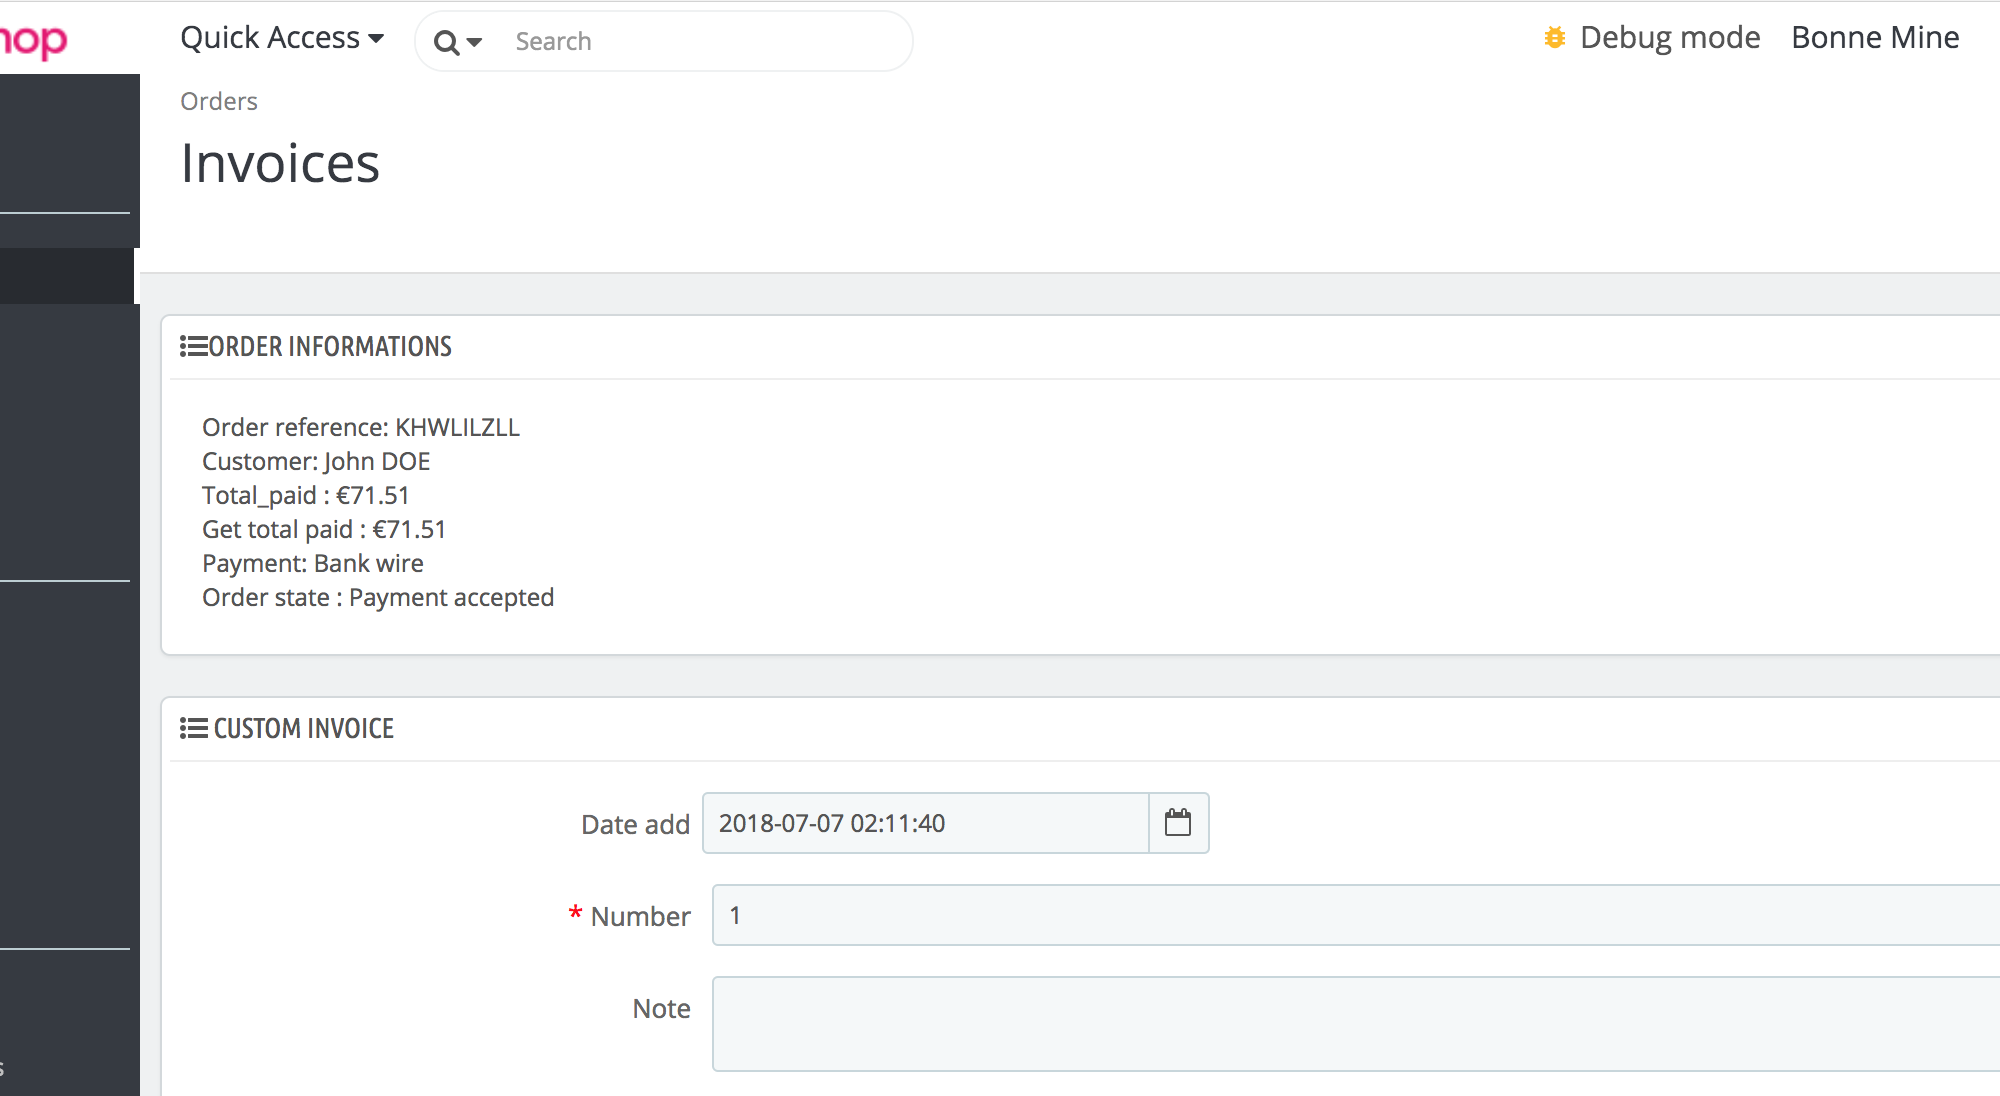 hop
Quick Access
Search
Debug mode
Bonne Mine
Orders
Invoices
ORDER INFORMATIONS
Order reference: KHWLILZLL
Customer: John DOE
Total_paid : €71.51
Get total paid : €71.51
Payment: Bank wire
Order state : Payment accepted
CUSTOM INVOICE
Date add 2018-07-07 02:11:40
* Number 1
Note
s